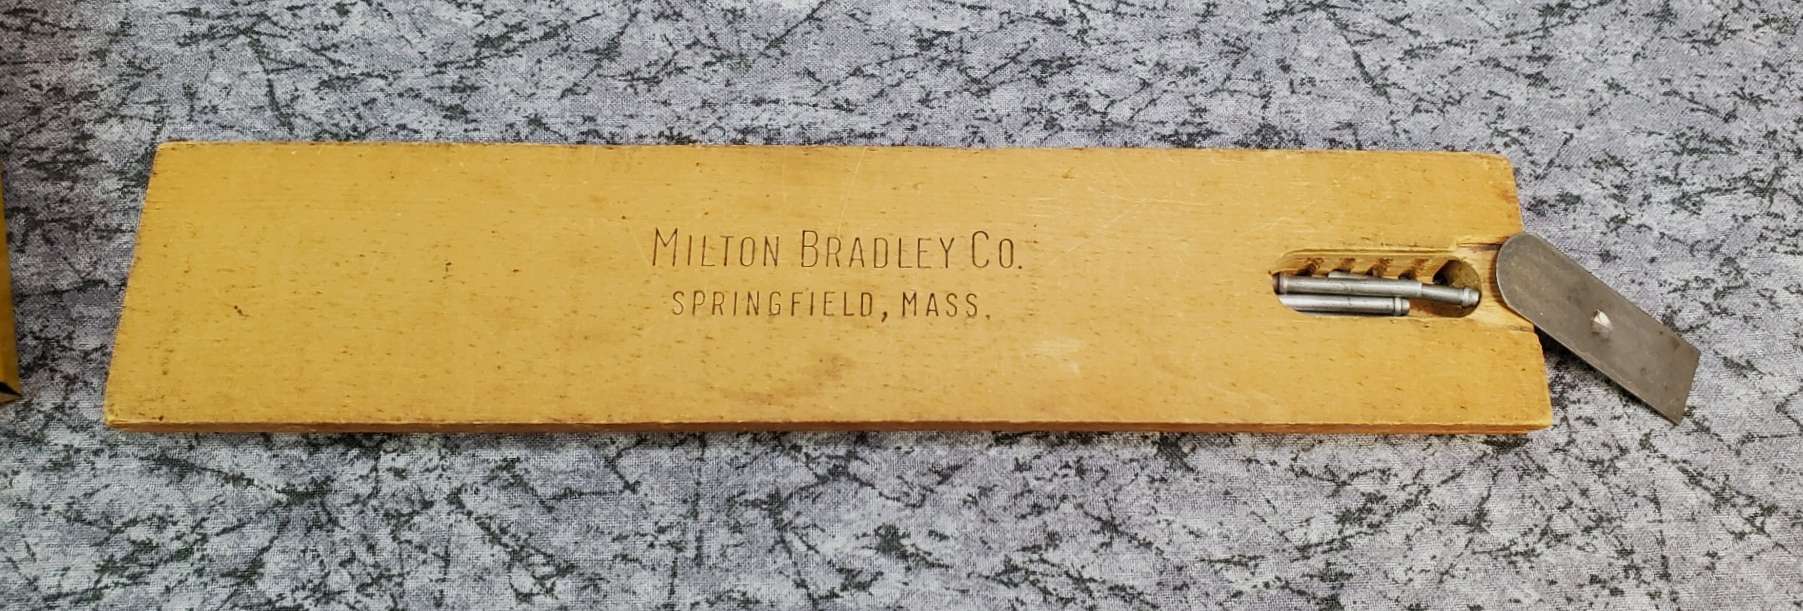 MILTON BRADLEY CO.
SPRINGFIELD, MASS.